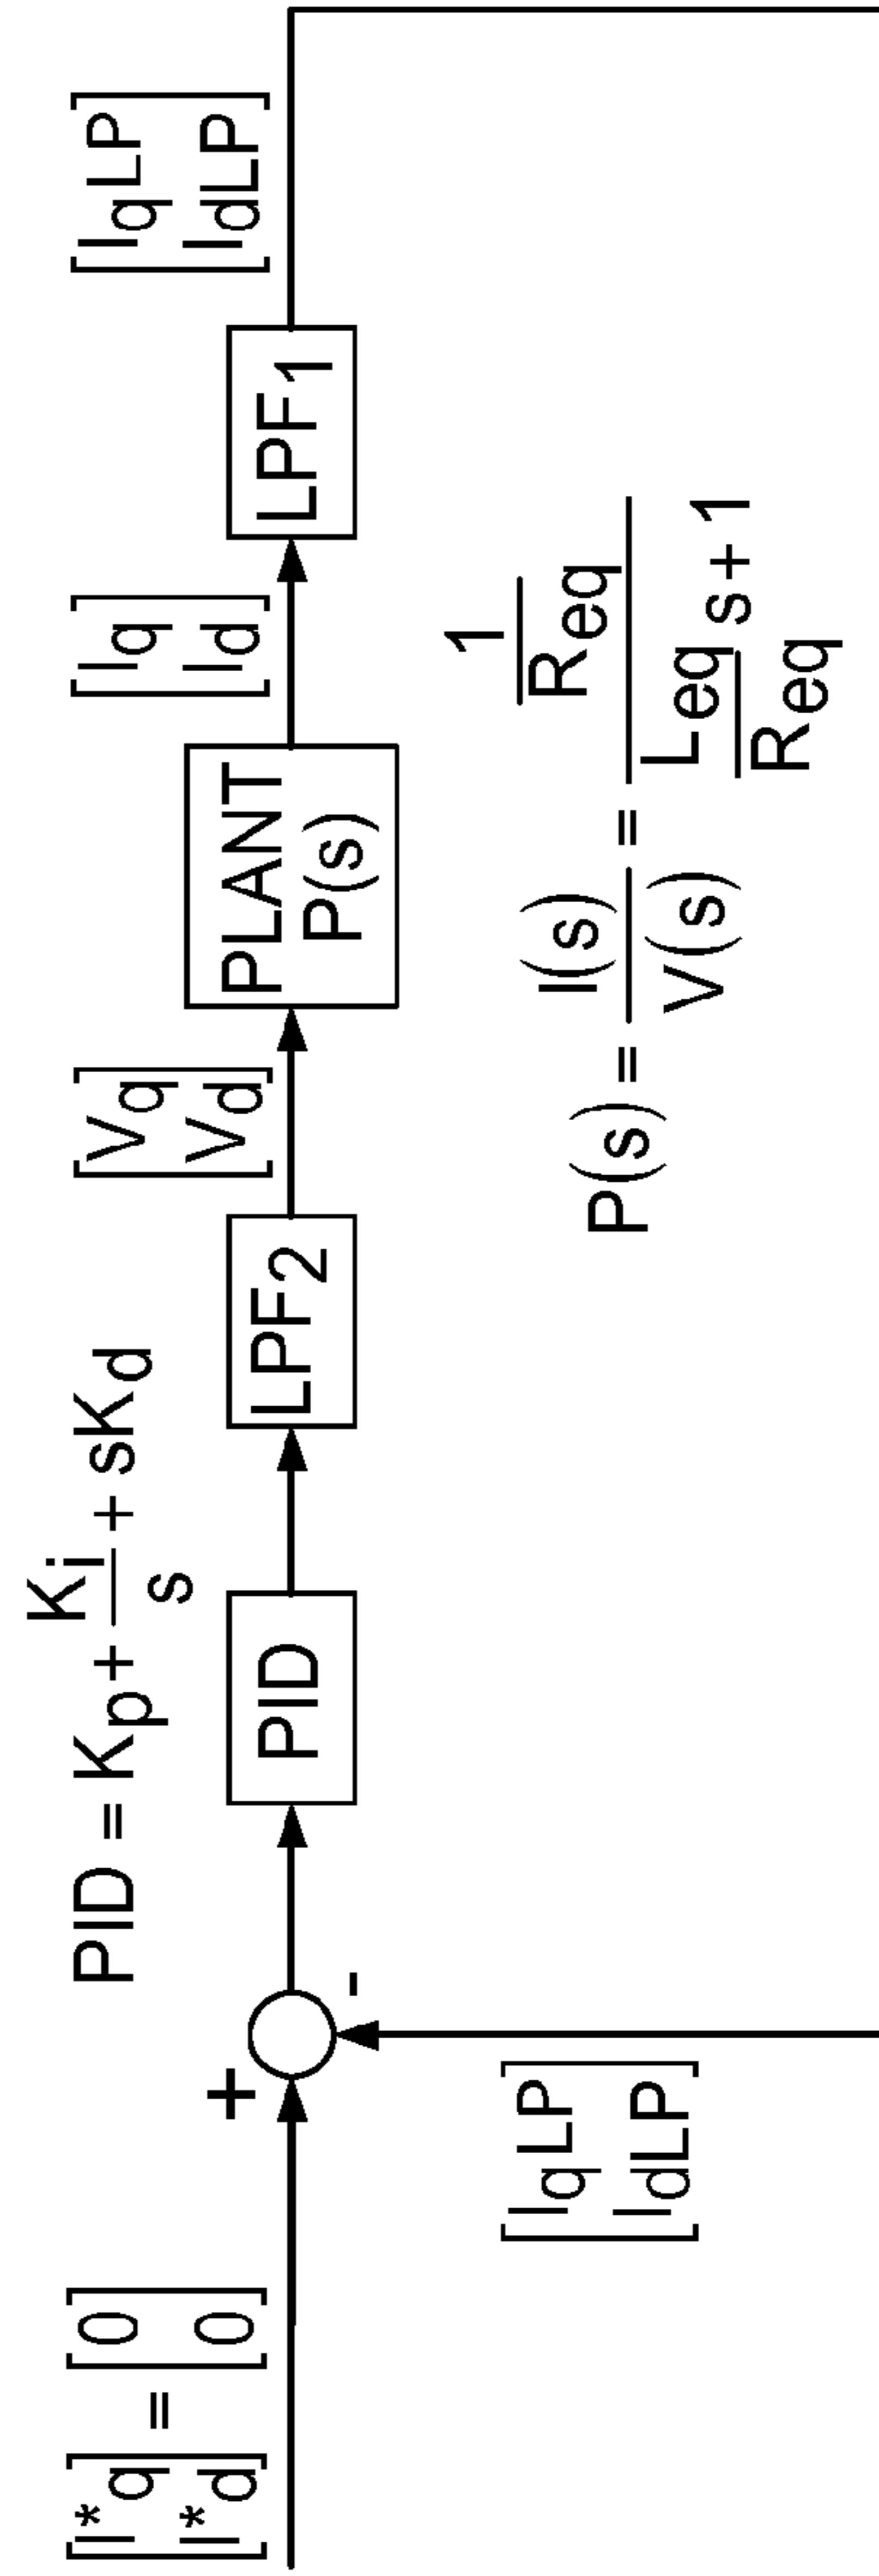 [I*q] = [0]
[I*d] [0]
+
-
[IqLP]
[IdLP]
PID = Kp + Ki/s + sKd
PID
LPF2
[Vq]
[Vd]
PLANT
P(s)
[Iq]
[Id]
LPF1
[IqLP]
[IdLP]
P(s) = I(s)/V(s) = (1/Req)/(Leq/Req s + 1)